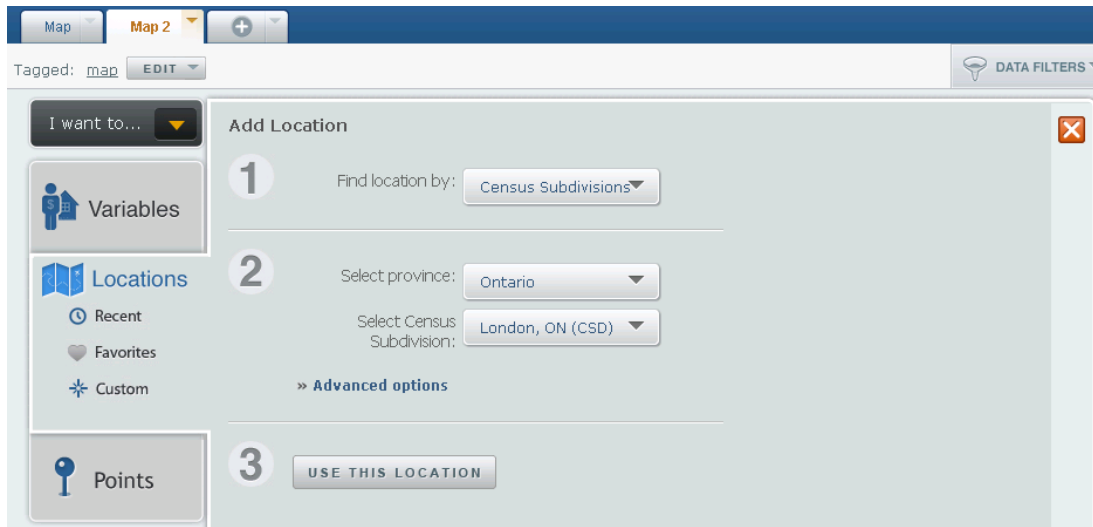 Map
Map 2
Tagged: map EDIT
DATA FILTERS
I want to...
Add Location
1
Find location by:
Census Subdivisions
Variables
Locations
2
Select province:
Ontario
Recent
Select Census
Subdivision:
London, ON (CSD)
Favorites
Custom
» Advanced options
3
USE THIS LOCATION
Points